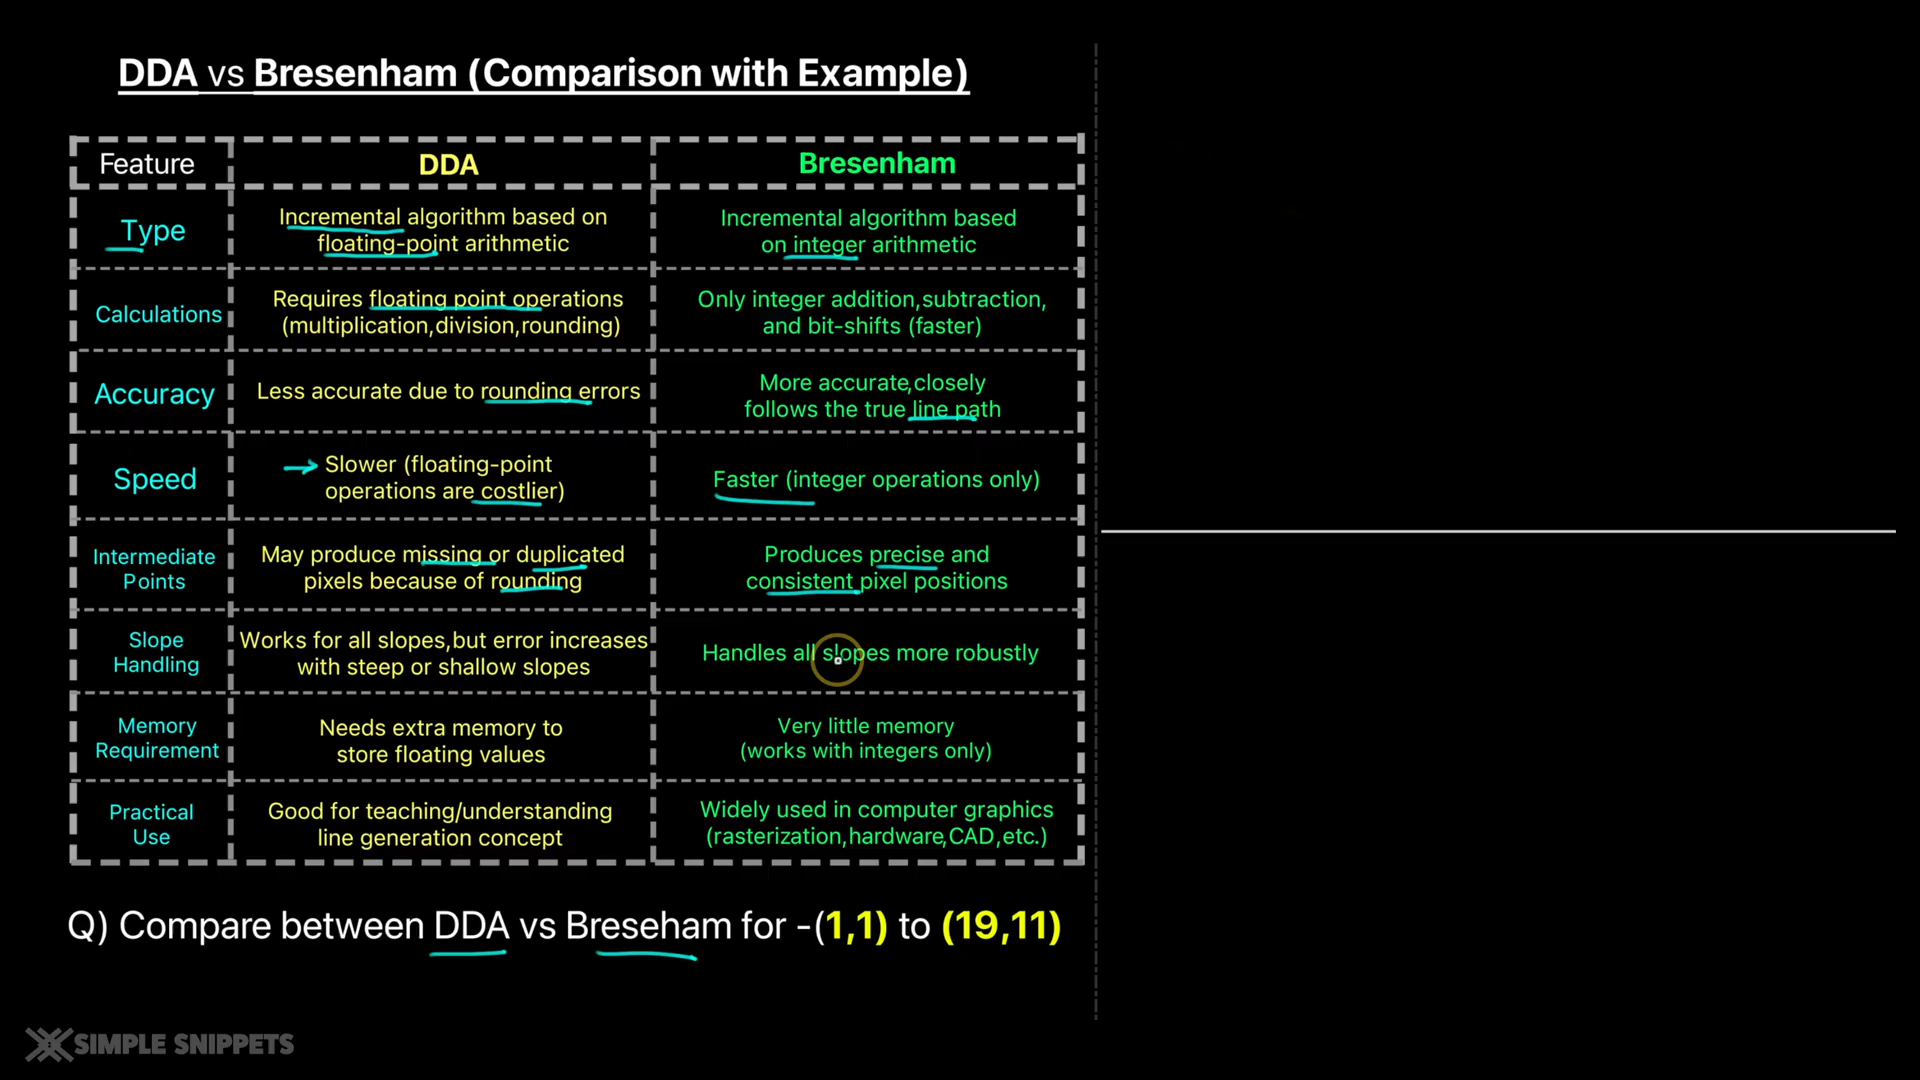 DDA vs Bresenham (Comparison with Example)
Feature
DDA
Bresenham
Type
Incremental algorithm based on
floating-point arithmetic
Incremental algorithm based
on integer arithmetic
Calculations
Requires floating point operations
(multiplication,division,rounding)
Only integer addition,subtraction,
and bit-shifts (faster)
Accuracy
Less accurate due to rounding errors
More accurate,closely
follows the true line path
Speed
Slower (floating-point
operations are costlier)
Faster (integer operations only)
Intermediate
Points
May produce missing or duplicated
pixels because of rounding
Produces precise and
consistent pixel positions
Slope
Handling
Works for all slopes,but error increases
with steep or shallow slopes
Handles all slopes more robustly
Memory
Requirement
Needs extra memory to
store floating values
Very little memory
(works with integers only)
Practical
Use
Good for teaching/understanding
line generation concept
Widely used in computer graphics
(rasterization,hardware,CAD,etc.)
Q) Compare between DDA vs Breseham for -(1,1) to (19,11)
SIMPLE SNIPPETS